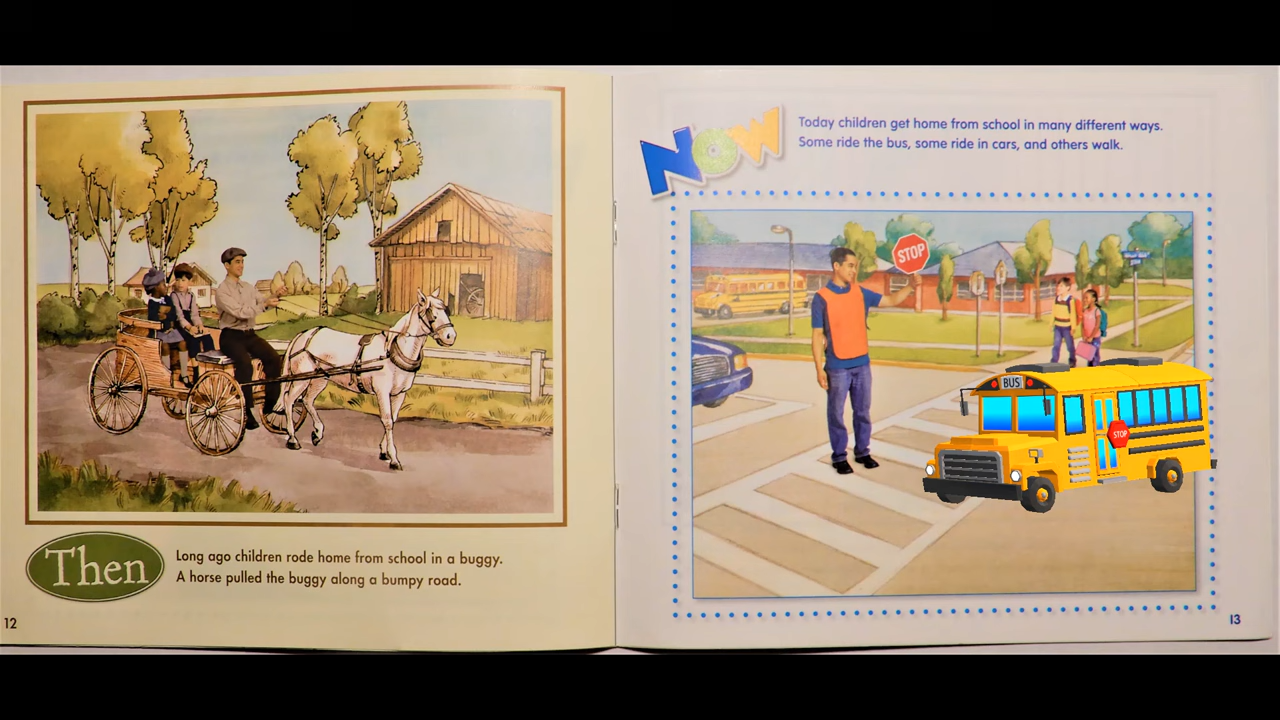 Then
Long ago children rode home from school in a buggy.
A horse pulled the buggy along a bumpy road.
12
NOW
Today children get home from school in many different ways.
Some ride the bus, some ride in cars, and others walk.
STOP
BUS
STOP
13